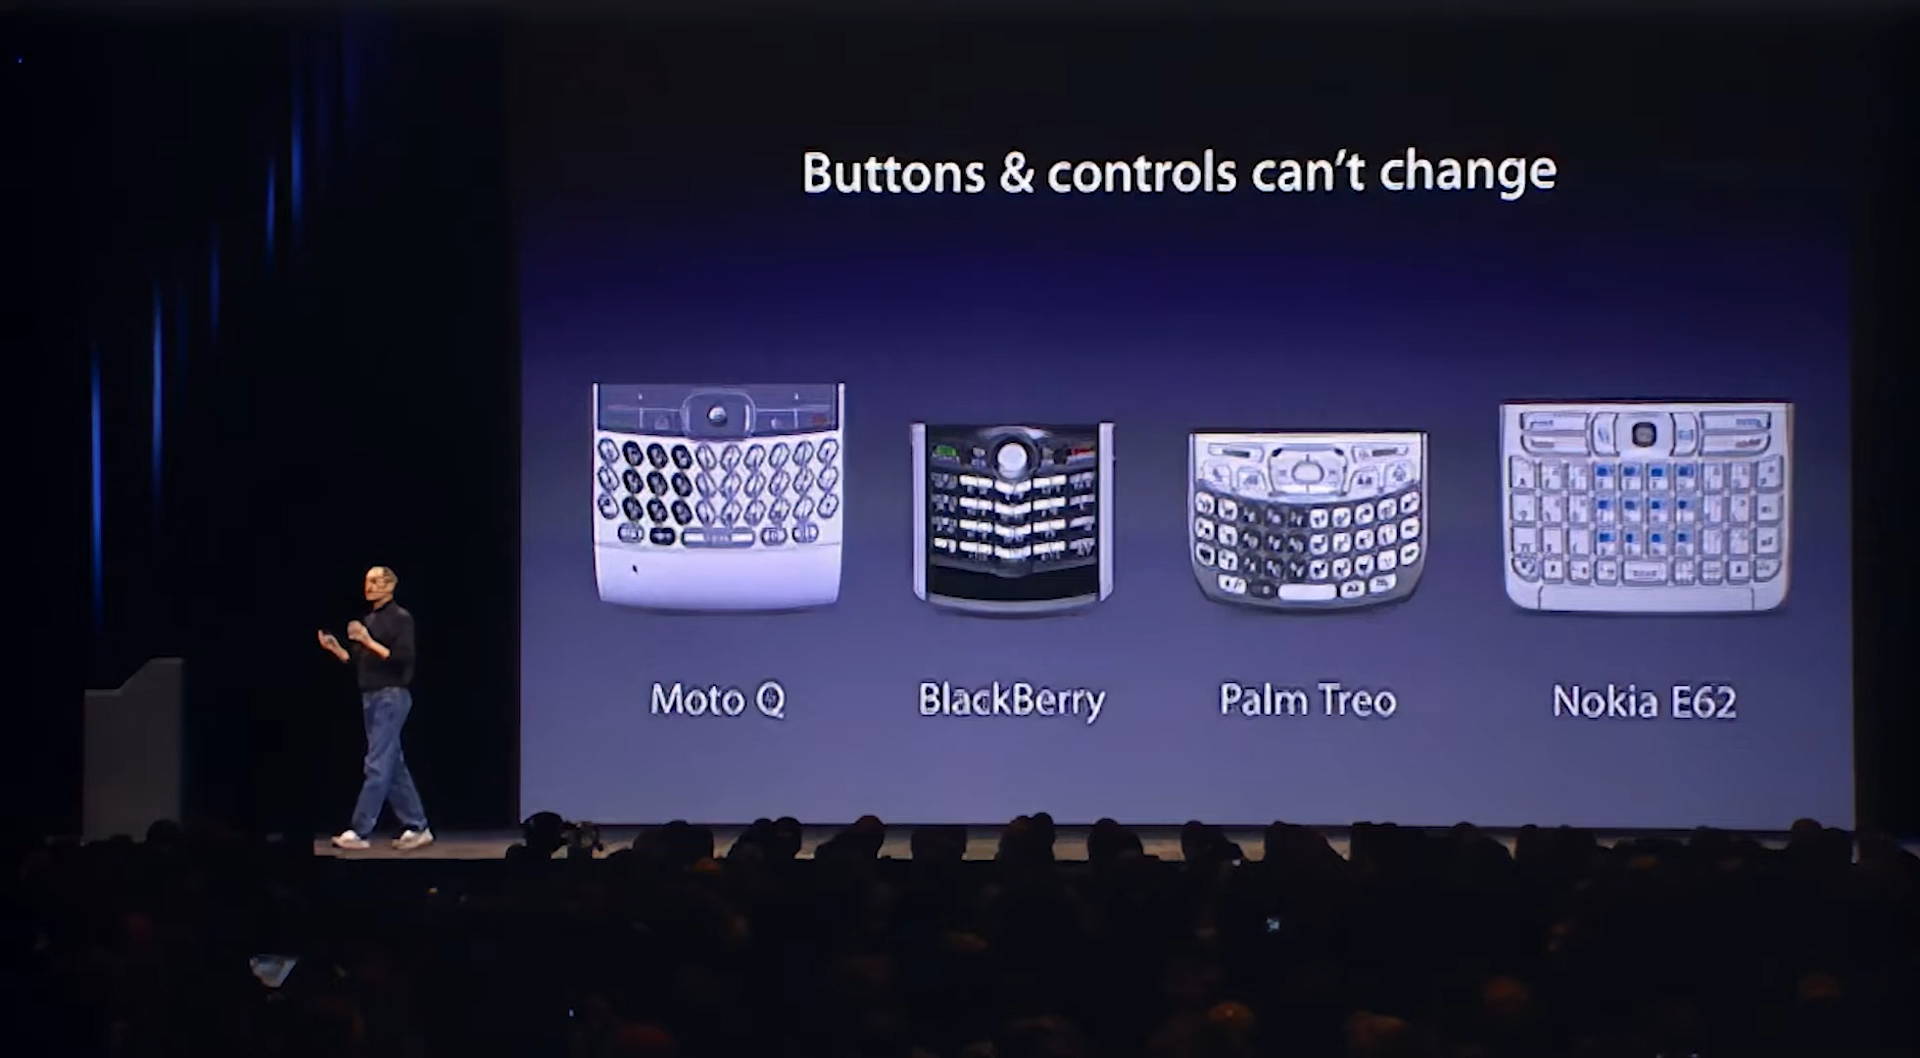 Buttons & controls can't change
Moto Q
BlackBerry
Palm Treo
Nokia E62